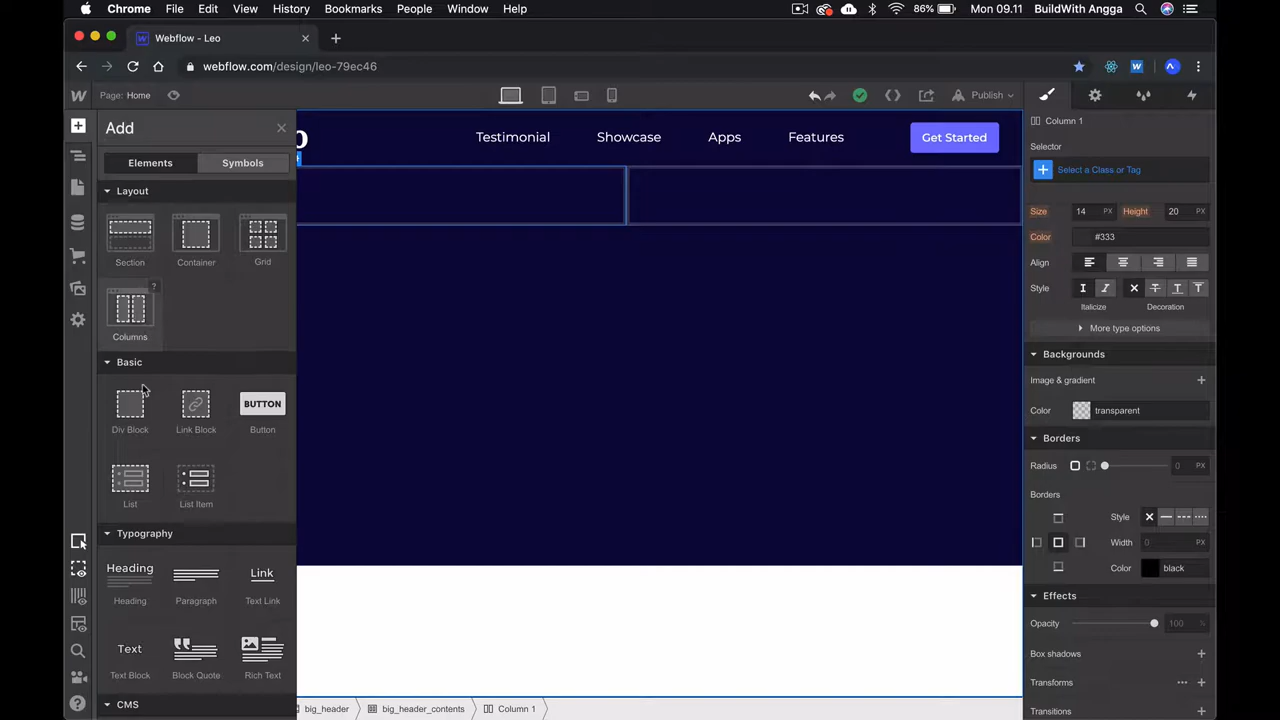 Chrome File Edit View History Bookmarks People Window Help 86% Mon 09.11 BuildWith Angga
Webflow - Leo
webflow.com/design/leo-79ec46
Page: Home Publish
Add
Elements Symbols
Layout
Section Container Grid
?
Columns
Basic
BUTTON
Div Block Link Block Button
List List Item
Typography
Heading Link
Heading Paragraph Text Link
Text
Text Block Block Quote Rich Text
CMS
Testimonial Showcase Apps Features Get Started
big_header big_header_contents Column 1
Column 1
Selector
Select a Class or Tag
Size 14 PX Height 20 PX
Color #333
Align
Style
Italicize Decoration
More type options
Backgrounds
Image & gradient
Color transparent
Borders
Radius 0 PX
Borders
Style
Width 0 PX
Color black
Effects
Opacity 100 %
Box shadows
Transforms
Transitions